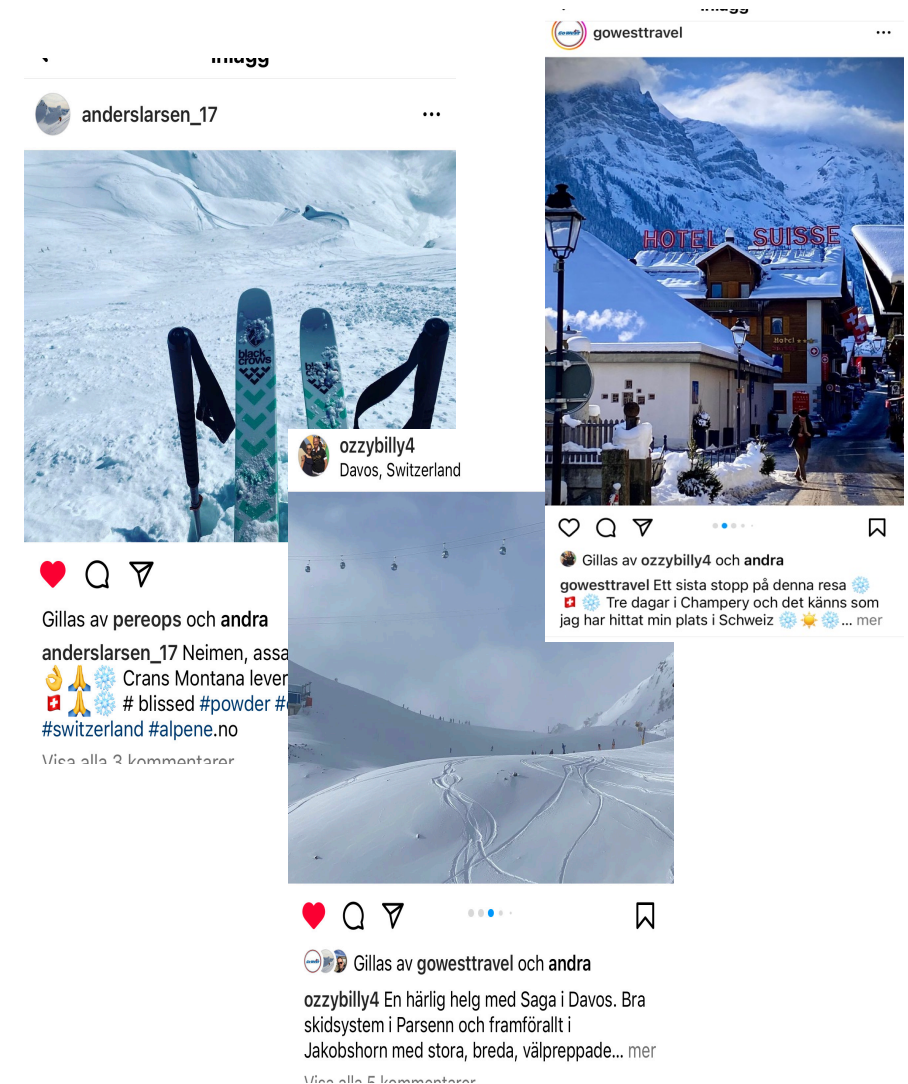 Inlägg
anderslarsen_17
black
crows
Gillas av pereops och andra
anderslarsen_17 Neimen, assa
👌🙏❄️ Crans Montana lever
🇨🇭🙏❄️ # blissed #powder #
#switzerland #alpene.no
Visa alla 3 kommentarer
ozzybilly4
Davos, Switzerland
Gillas av gowesttravel och andra
ozzybilly4 En härlig helg med Saga i Davos. Bra
skidsystem i Parsenn och framförallt i
Jakobshorn med stora, breda, välpreppade... mer
Visa alla 5 kommentarer
Inlägg
gowesttravel
HOTEL SUISSE
Hotel
Gillas av ozzybilly4 och andra
gowesttravel Ett sista stopp på denna resa ❄️
🇨🇭 ❄️ Tre dagar i Champery och det känns som
jag har hittat min plats i Schweiz ❄️ ☀️ ❄️... mer